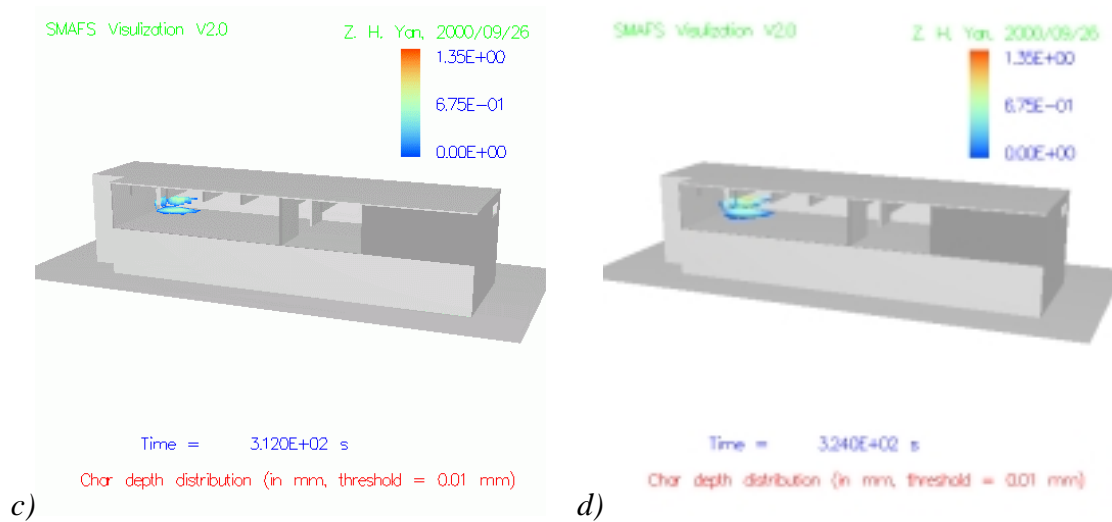 SMAFS Visulization V2.0
Z. H. Yan, 2000/09/26
1.35E+00
6.75E-01
0.00E+00
Time = 3.120E+02 s
Char depth distribution (in mm, threshold = 0.01 mm)
c)
SMAFS Visulization V2.0
Z. H. Yan, 2000/09/26
1.35E+00
6.75E-01
0.00E+00
Time = 3.240E+02 s
Char depth distribution (in mm, threshold = 0.01 mm)
d)